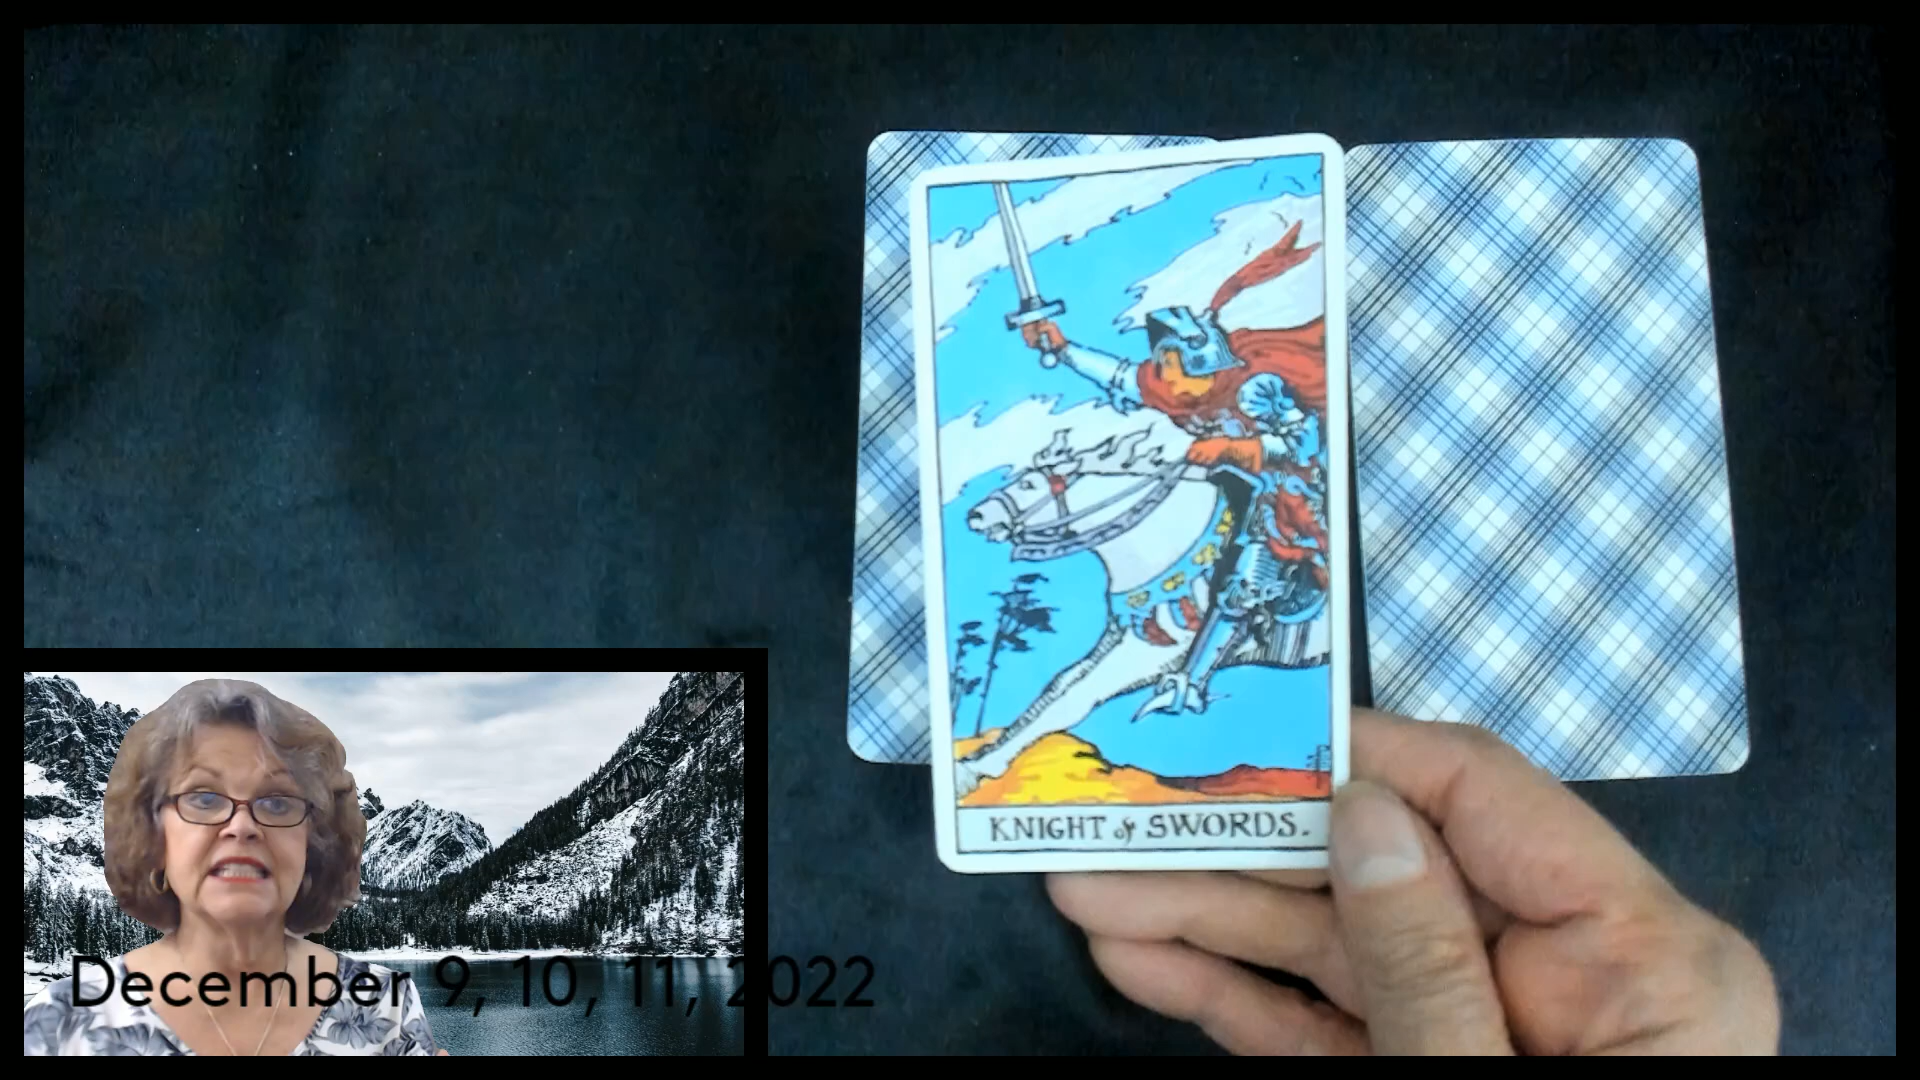 KNIGHT of SWORDS.
December 9, 10, 11, 2022